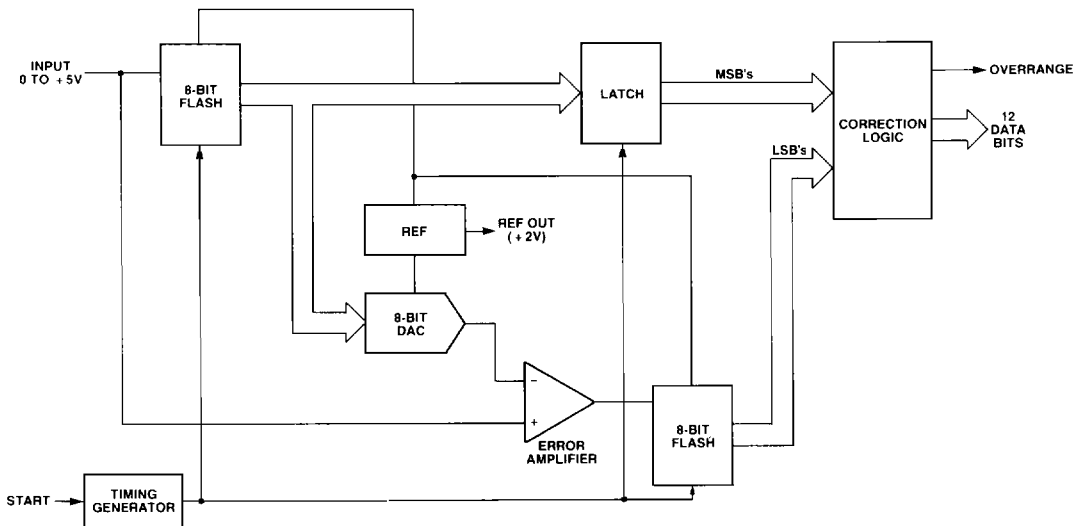 INPUT
0 TO +5V
8-BIT
FLASH
LATCH
MSB's
CORRECTION
LOGIC
OVERRANGE
12
DATA
BITS
LSB's
REF
REF OUT
(+2V)
8-BIT
DAC
−
+
ERROR
AMPLIFIER
8-BIT
FLASH
START
TIMING
GENERATOR